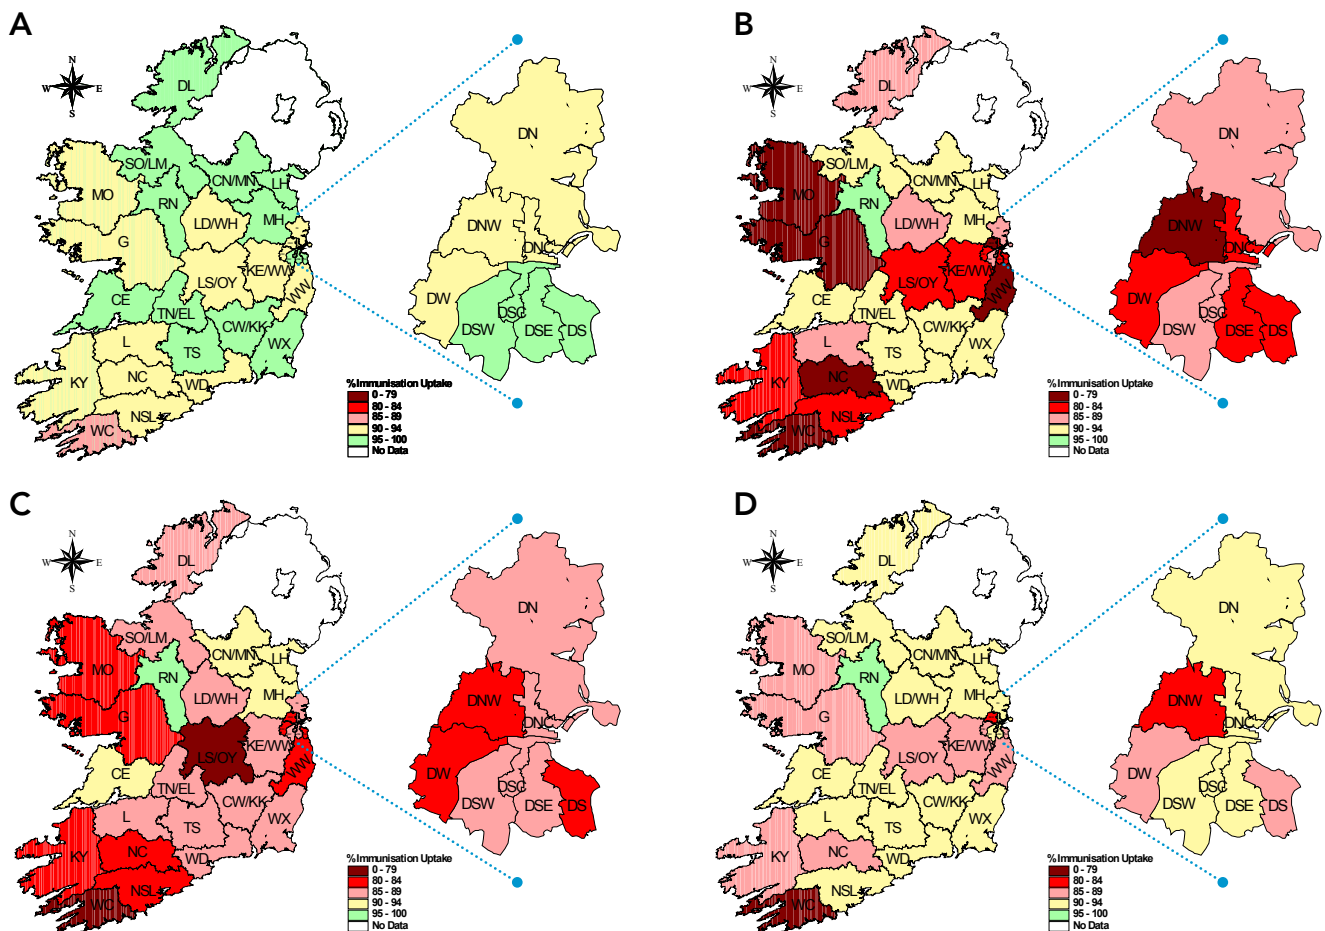 A
N
W
E
S
DL
SO/LM
CN/MN
LH
MO
RN
LD/WH
MH
G
LS/OY
KE/WW
WW
CE
TN/EL
CW/KK
L
TS
WX
KY
NC
WD
NSL
WC
DN
DNW
DNC
DW
DSW
DSC
DSE
DS
% Immunisation Uptake
0 - 79
80 - 84
85 - 89
90 - 94
95 - 100
No Data
B
N
W
E
S
DL
SO/LM
CN/MN
LH
MO
RN
LD/WH
MH
G
LS/OY
KE/WW
WW
CE
TN/EL
CW/KK
L
TS
WX
KY
NC
WD
NSL
WC
DN
DNW
DNC
DW
DSW
DSC
DSE
DS
% Immunisation Uptake
0 - 79
80 - 84
85 - 89
90 - 94
95 - 100
No Data
C
N
W
E
S
DL
SO/LM
CN/MN
LH
MO
RN
LD/WH
MH
G
LS/OY
KE/WW
WW
CE
TN/EL
CW/KK
L
TS
WX
KY
NC
WD
NSL
WC
DN
DNW
DNC
DW
DSW
DSC
DSE
DS
% Immunisation Uptake
0 - 79
80 - 84
85 - 89
90 - 94
95 - 100
No Data
D
N
W
E
S
DL
SO/LM
CN/MN
LH
MO
RN
LD/WH
MH
G
LS/OY
KE/WW
WW
CE
TN/EL
CW/KK
L
TS
WX
KY
NC
WD
NSL
WC
DN
DNW
DNC
DW
DSW
DSC
DSE
DS
% Immunisation Uptake
0 - 79
80 - 84
85 - 89
90 - 94
95 - 100
No Data